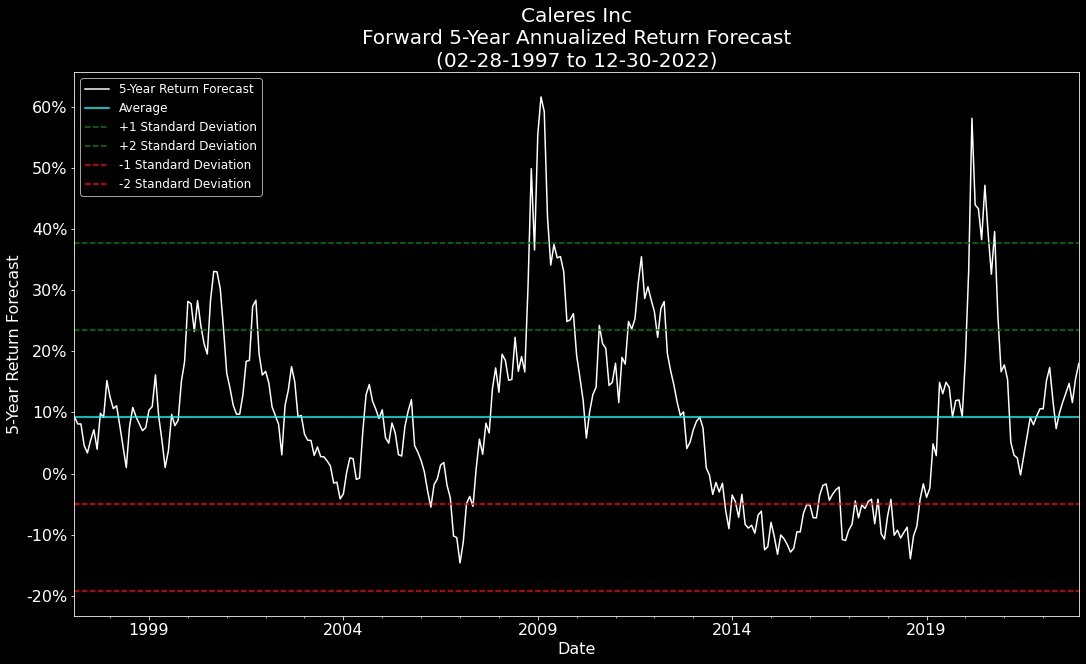 Caleres Inc
Forward 5-Year Annualized Return Forecast
(02-28-1997 to 12-30-2022)
5-Year Return Forecast
Average
+1 Standard Deviation
+2 Standard Deviation
-1 Standard Deviation
-2 Standard Deviation
60%
50%
40%
30%
20%
10%
0%
-10%
-20%
5-Year Return Forecast
1999
2004
2009
2014
2019
Date